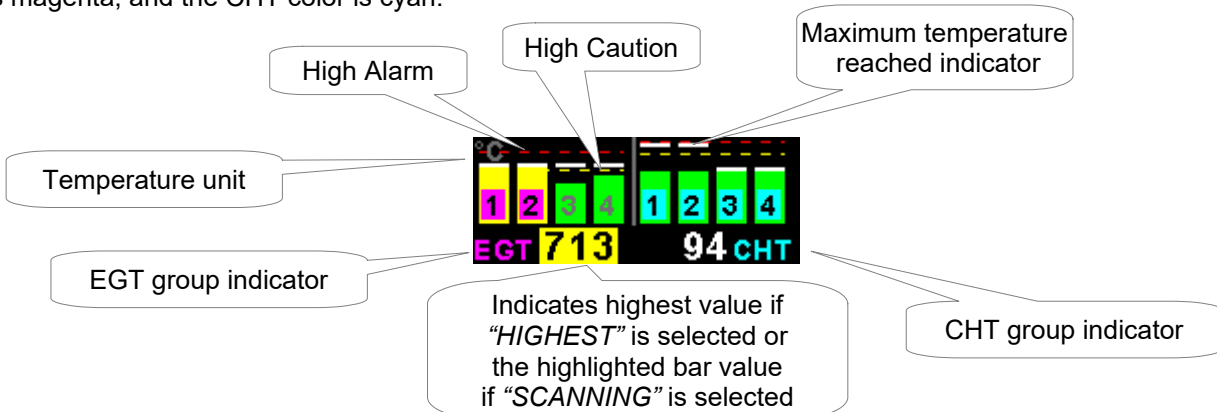 s magenta, and the CHT color is cyan.
High Alarm
High Caution
Maximum temperature
reached indicator
Temperature unit
°C
1 2 3 4 1 2 3 4
EGT 713 94 CHT
EGT group indicator
Indicates highest value if
“HIGHEST” is selected or
the highlighted bar value
if “SCANNING” is selected
CHT group indicator